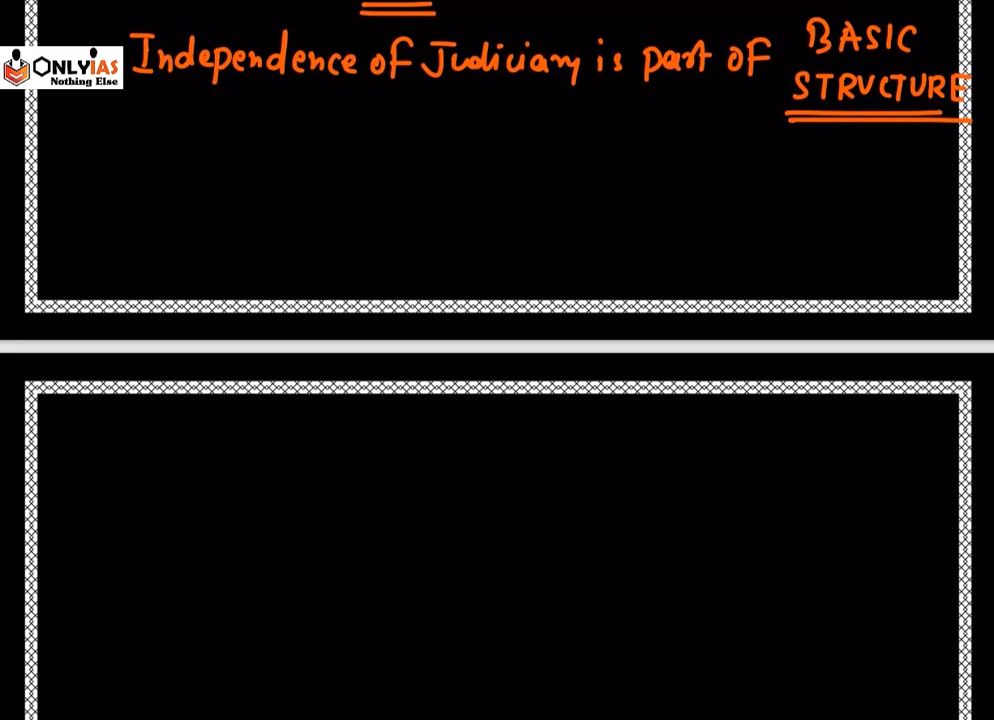 ONLYIAS
Nothing Else
Independence of Judiciary is part of BASIC
STRUCTURE